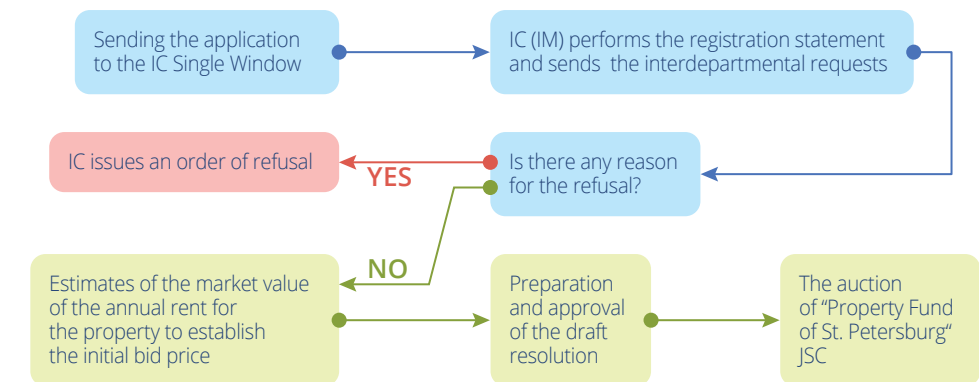 Sending the application
to the IC Single Window
IC (IM) performs the registration statement
and sends the interdepartmental requests
IC issues an order of refusal
YES
Is there any reason
for the refusal?
NO
Estimates of the market value
of the annual rent for
the property to establish
the initial bid price
Preparation
and approval
of the draft
resolution
The auction
of “Property Fund
of St. Petersburg“
JSC